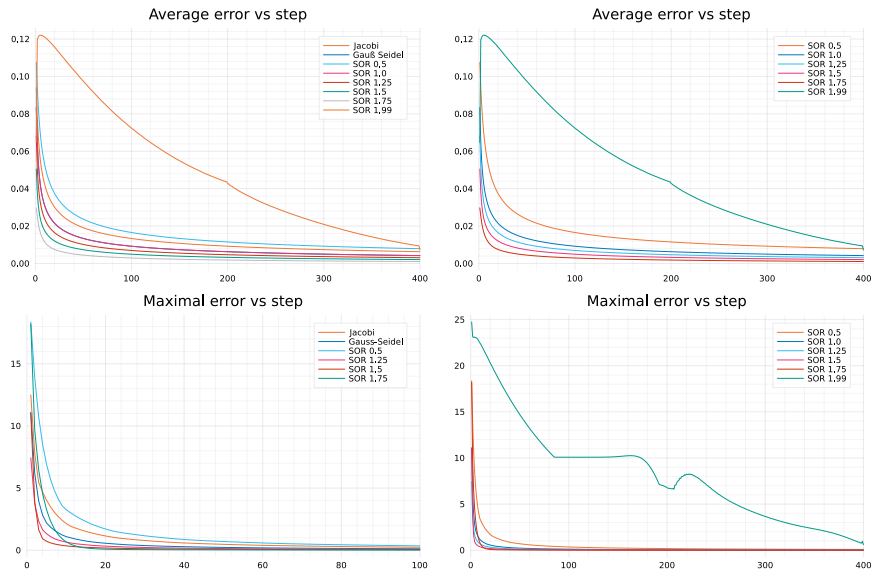 Average error vs step
0,12
0,10
0,08
0,06
0,04
0,02
0,00
0
100
200
300
400
Jacobi
Gauß Seidel
SOR 0,5
SOR 1,0
SOR 1,25
SOR 1,5
SOR 1,75
SOR 1,99
Average error vs step
0,12
0,10
0,08
0,06
0,04
0,02
0,00
0
100
200
300
400
SOR 0,5
SOR 1,0
SOR 1,25
SOR 1,5
SOR 1,75
SOR 1,99
Maximal error vs step
15
10
5
0
0
20
40
60
80
100
Jacobi
Gauss-Seidel
SOR 0,5
SOR 1,25
SOR 1,5
SOR 1,75
Maximal error vs step
25
20
15
10
5
0
0
100
200
300
400
SOR 0,5
SOR 1,0
SOR 1,25
SOR 1,5
SOR 1,75
SOR 1,99